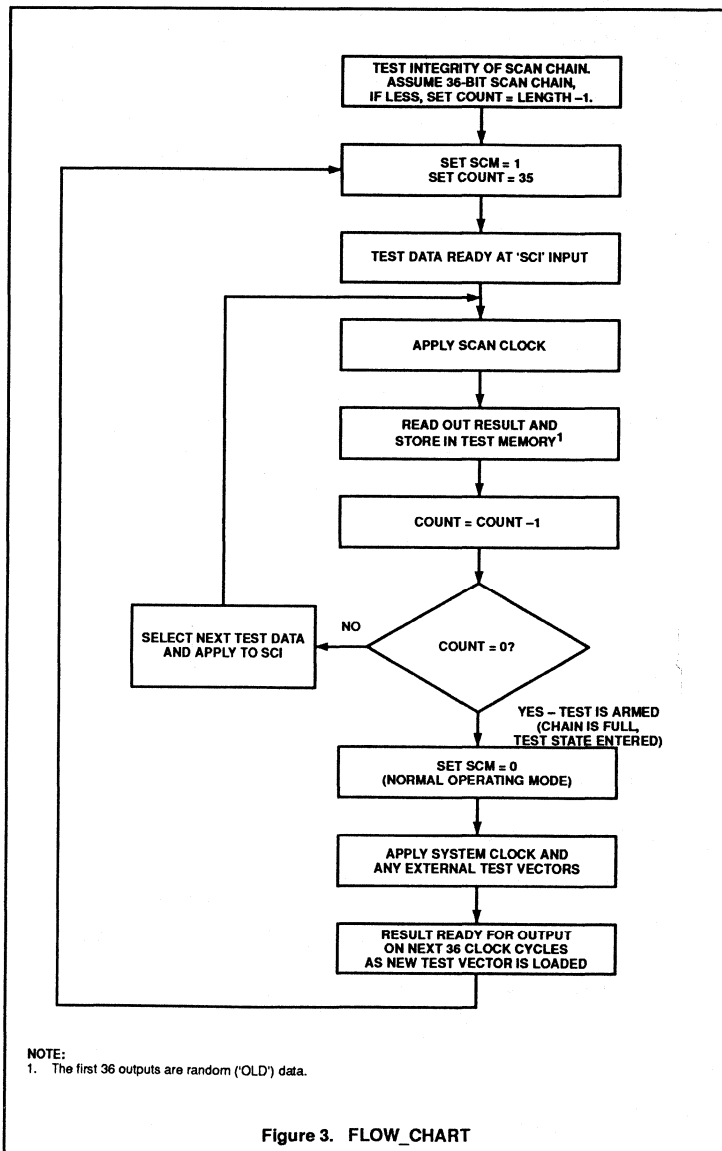 TEST INTEGRITY OF SCAN CHAIN.
ASSUME 36-BIT SCAN CHAIN,
IF LESS, SET COUNT = LENGTH –1.
SET SCM = 1
SET COUNT = 35
TEST DATA READY AT 'SCI' INPUT
APPLY SCAN CLOCK
READ OUT RESULT AND
STORE IN TEST MEMORY1
COUNT = COUNT –1
COUNT = 0?
NO
SELECT NEXT TEST DATA
AND APPLY TO SCI
YES – TEST IS ARMED
(CHAIN IS FULL,
TEST STATE ENTERED)
SET SCM = 0
(NORMAL OPERATING MODE)
APPLY SYSTEM CLOCK AND
ANY EXTERNAL TEST VECTORS
RESULT READY FOR OUTPUT
ON NEXT 36 CLOCK CYCLES
AS NEW TEST VECTOR IS LOADED
NOTE:
1. The first 36 outputs are random ('OLD') data.
Figure 3. FLOW_CHART